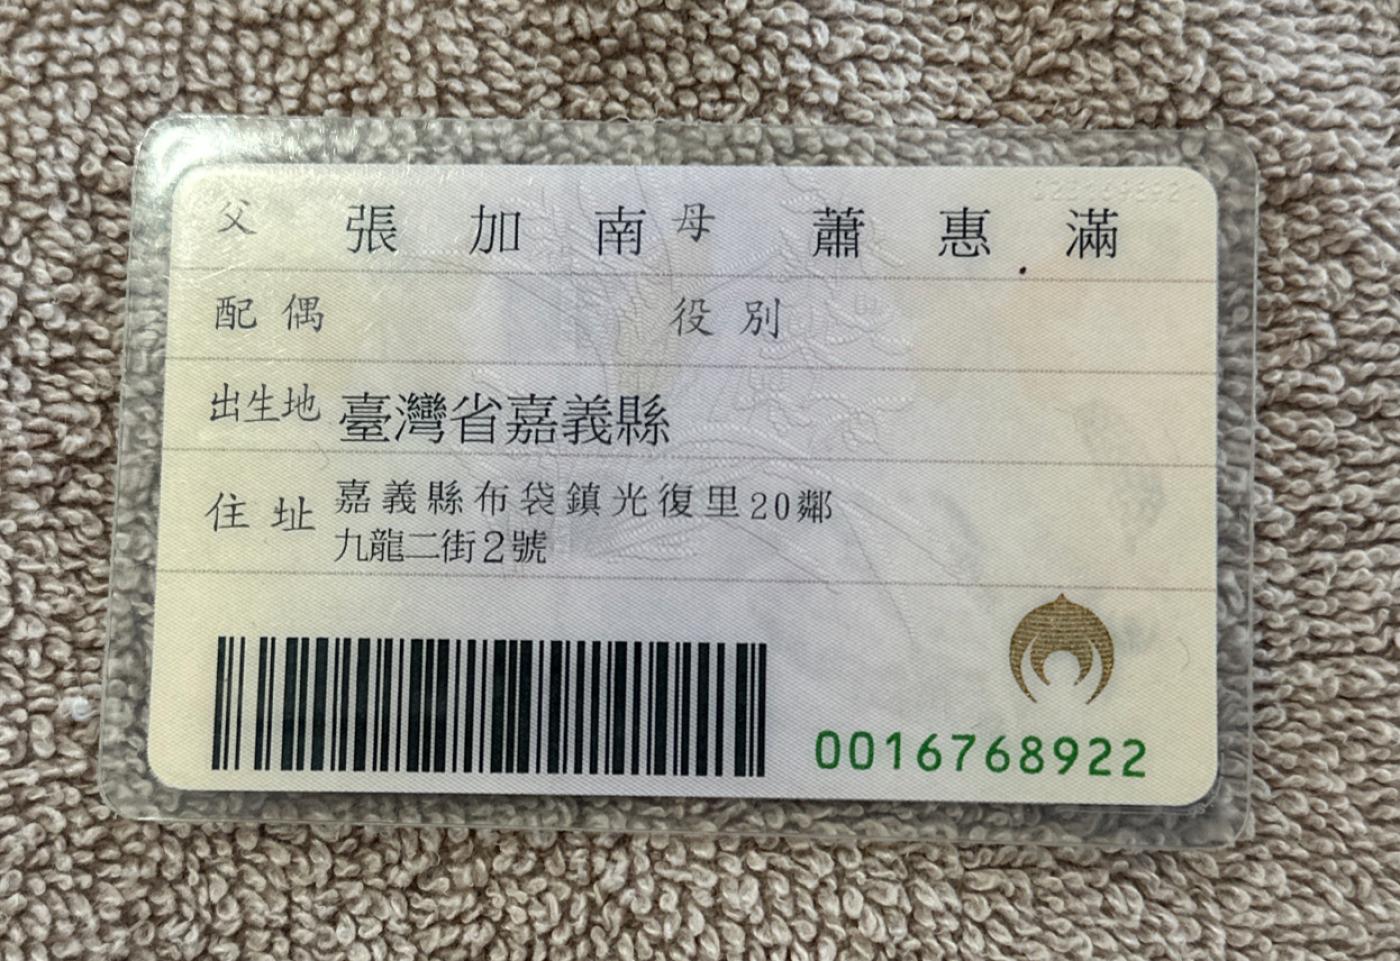 父 張加南 母 蕭惠滿
配偶 役別
出生地 臺灣省嘉義縣
住址 嘉義縣布袋鎮光復里20鄰
九龍二街2號
0016768922